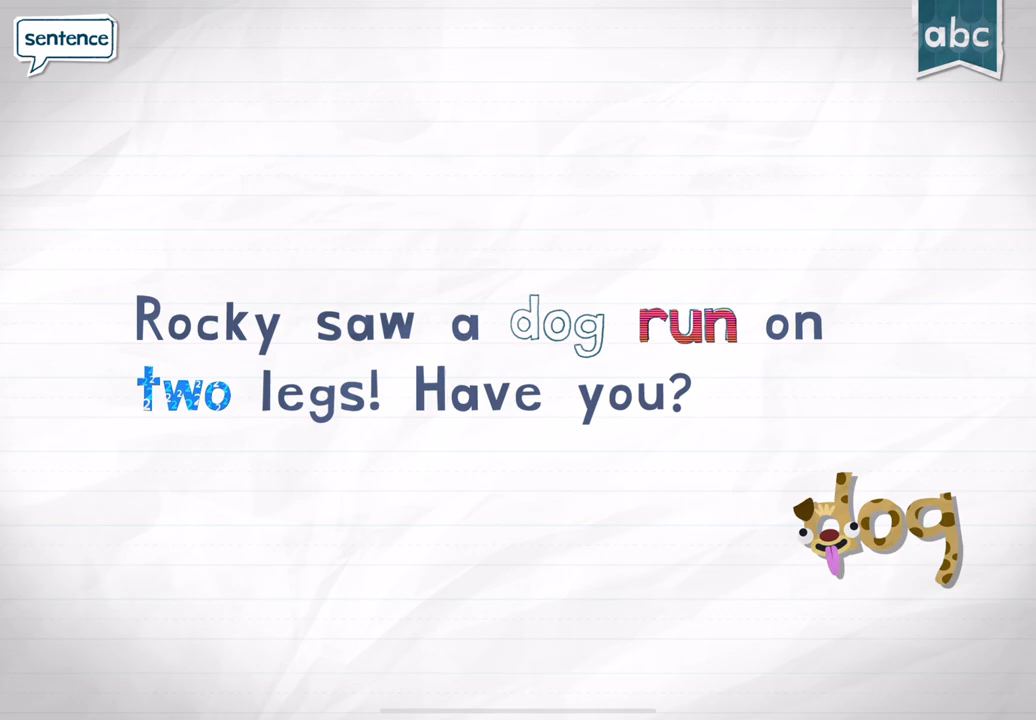 sentence
abc
Rocky saw a dog run on
two legs! Have you?
dog